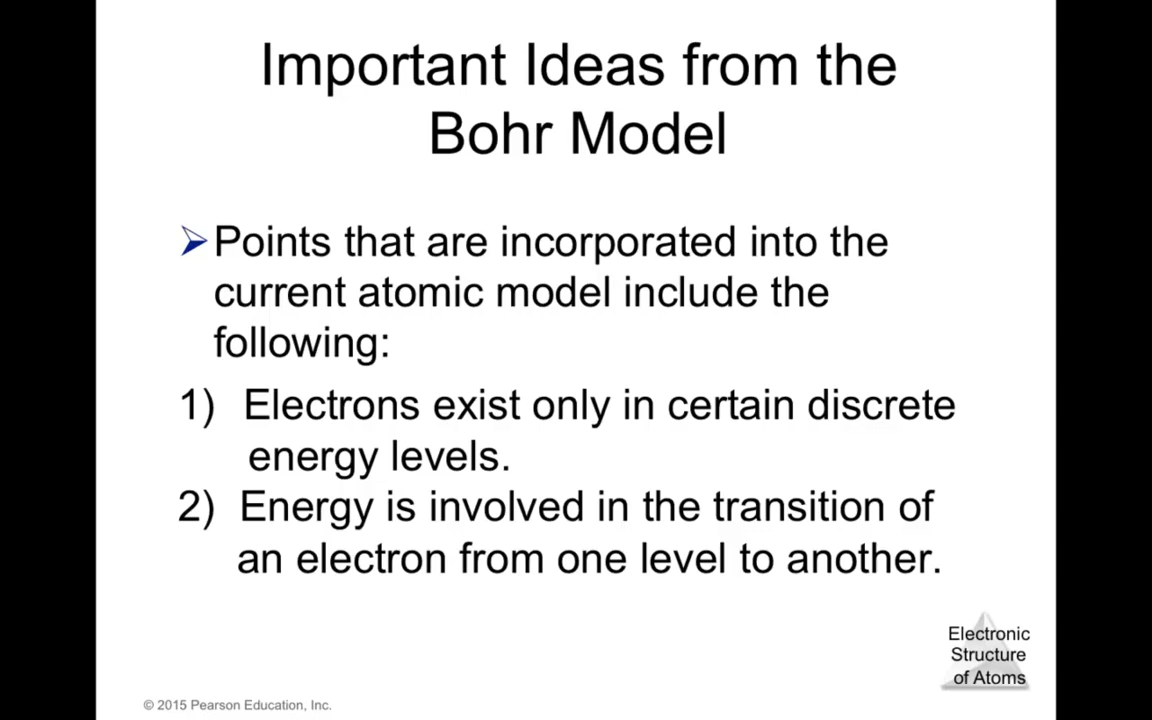 Important Ideas from the
Bohr Model
Points that are incorporated into the
current atomic model include the
following:
1) Electrons exist only in certain discrete
energy levels.
2) Energy is involved in the transition of
an electron from one level to another.
Electronic
Structure
of Atoms
© 2015 Pearson Education, Inc.